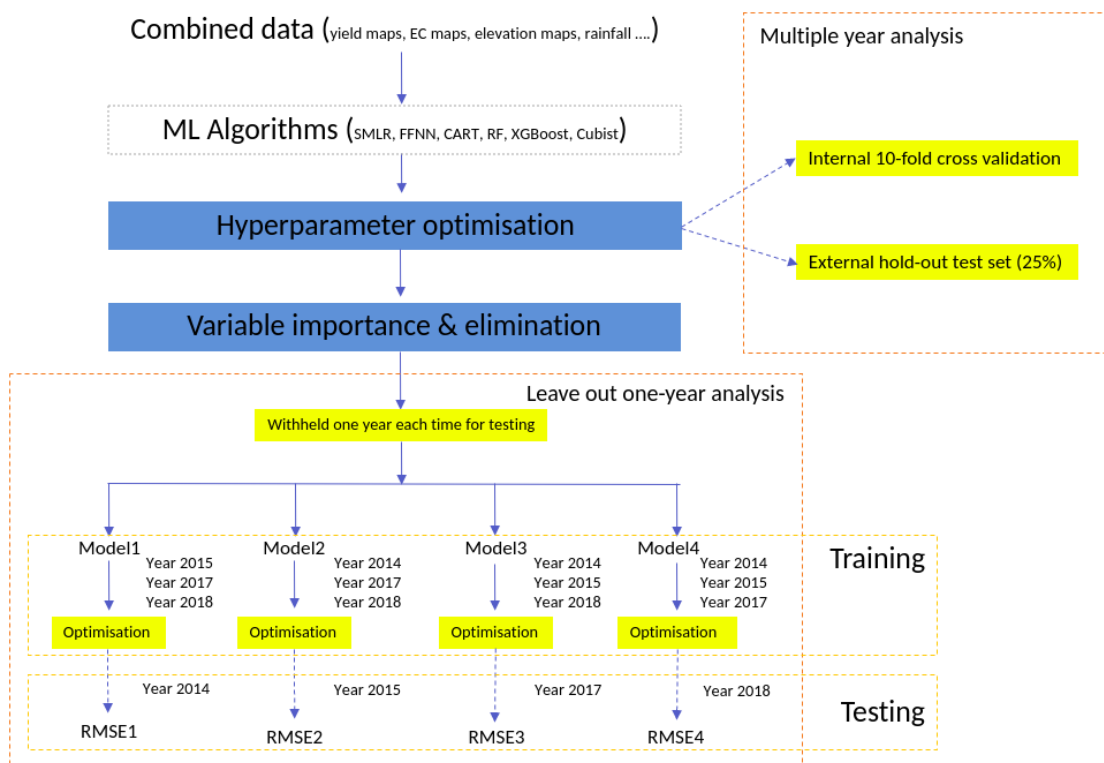 Combined data (yield maps, EC maps, elevation maps, rainfall ....)
Multiple year analysis
ML Algorithms (SMLR, FFNN, CART, RF, XGBoost, Cubist)
Internal 10-fold cross validation
Hyperparameter optimisation
External hold-out test set (25%)
Variable importance & elimination
Leave out one-year analysis
Withheld one year each time for testing
Training
Model1
Year 2015
Year 2017
Year 2018
Optimisation
Model2
Year 2014
Year 2017
Year 2018
Optimisation
Model3
Year 2014
Year 2015
Year 2018
Optimisation
Model4
Year 2014
Year 2015
Year 2017
Optimisation
Year 2014
Year 2015
Year 2017
Year 2018
Testing
RMSE1
RMSE2
RMSE3
RMSE4